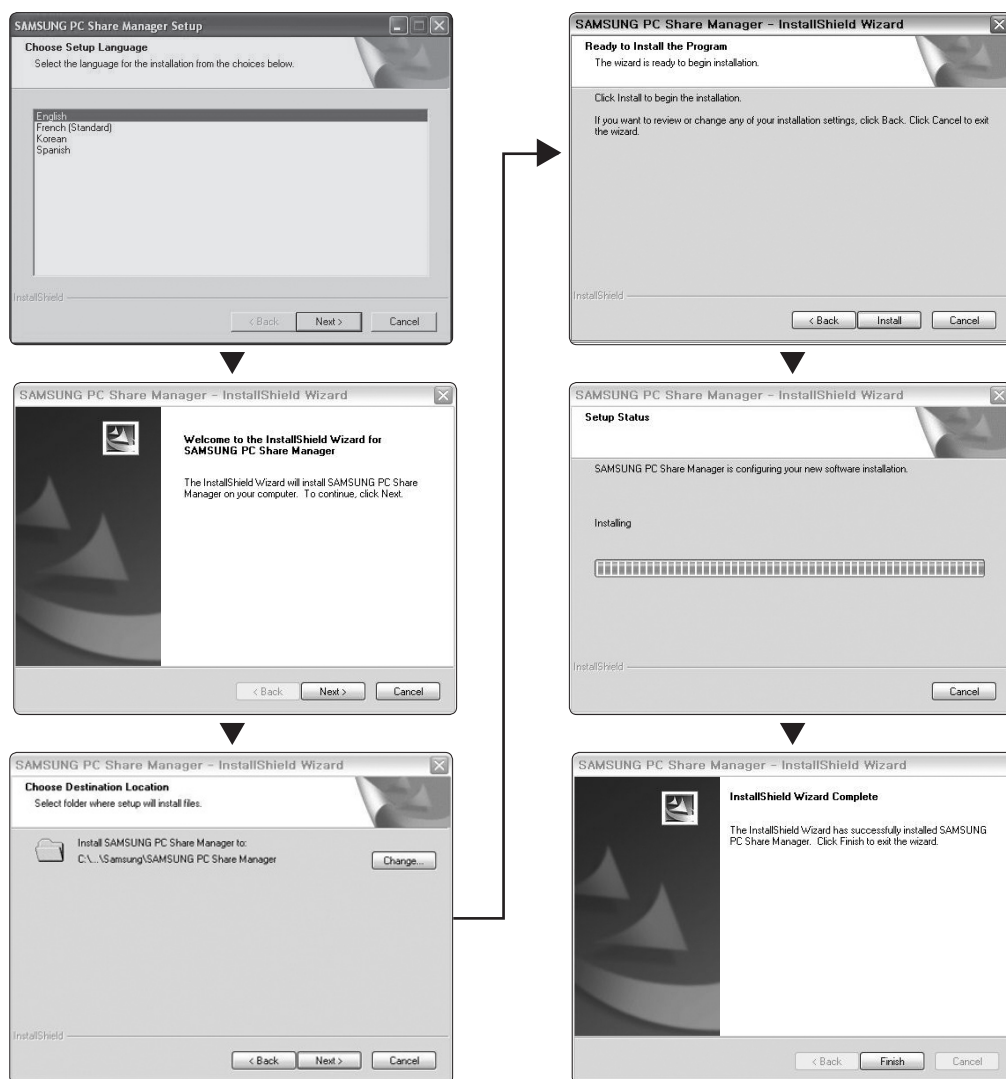 SAMSUNG PC Share Manager Setup
Choose Setup Language
Select the language for the installation from the choices below.
English
French (Standard)
Korean
Spanish
InstallShield
< Back
Next >
Cancel
SAMSUNG PC Share Manager - InstallShield Wizard
Welcome to the InstallShield Wizard for
SAMSUNG PC Share Manager
The InstallShield Wizard will install SAMSUNG PC Share
Manager on your computer. To continue, click Next.
< Back
Next >
Cancel
SAMSUNG PC Share Manager - InstallShield Wizard
Choose Destination Location
Select folder where setup will install files.
Install SAMSUNG PC Share Manager to:
C:\...\Samsung\SAMSUNG PC Share Manager
Change...
InstallShield
< Back
Next >
Cancel
SAMSUNG PC Share Manager - InstallShield Wizard
Ready to Install the Program
The wizard is ready to begin installation.
Click Install to begin the installation.
If you want to review or change any of your installation settings, click Back. Click Cancel to exit
the wizard.
InstallShield
< Back
Install
Cancel
SAMSUNG PC Share Manager - InstallShield Wizard
Setup Status
SAMSUNG PC Share Manager is configuring your new software installation.
Installing
InstallShield
Cancel
SAMSUNG PC Share Manager - InstallShield Wizard
InstallShield Wizard Complete
The InstallShield Wizard has successfully installed SAMSUNG
PC Share Manager. Click Finish to exit the wizard.
< Back
Finish
Cancel